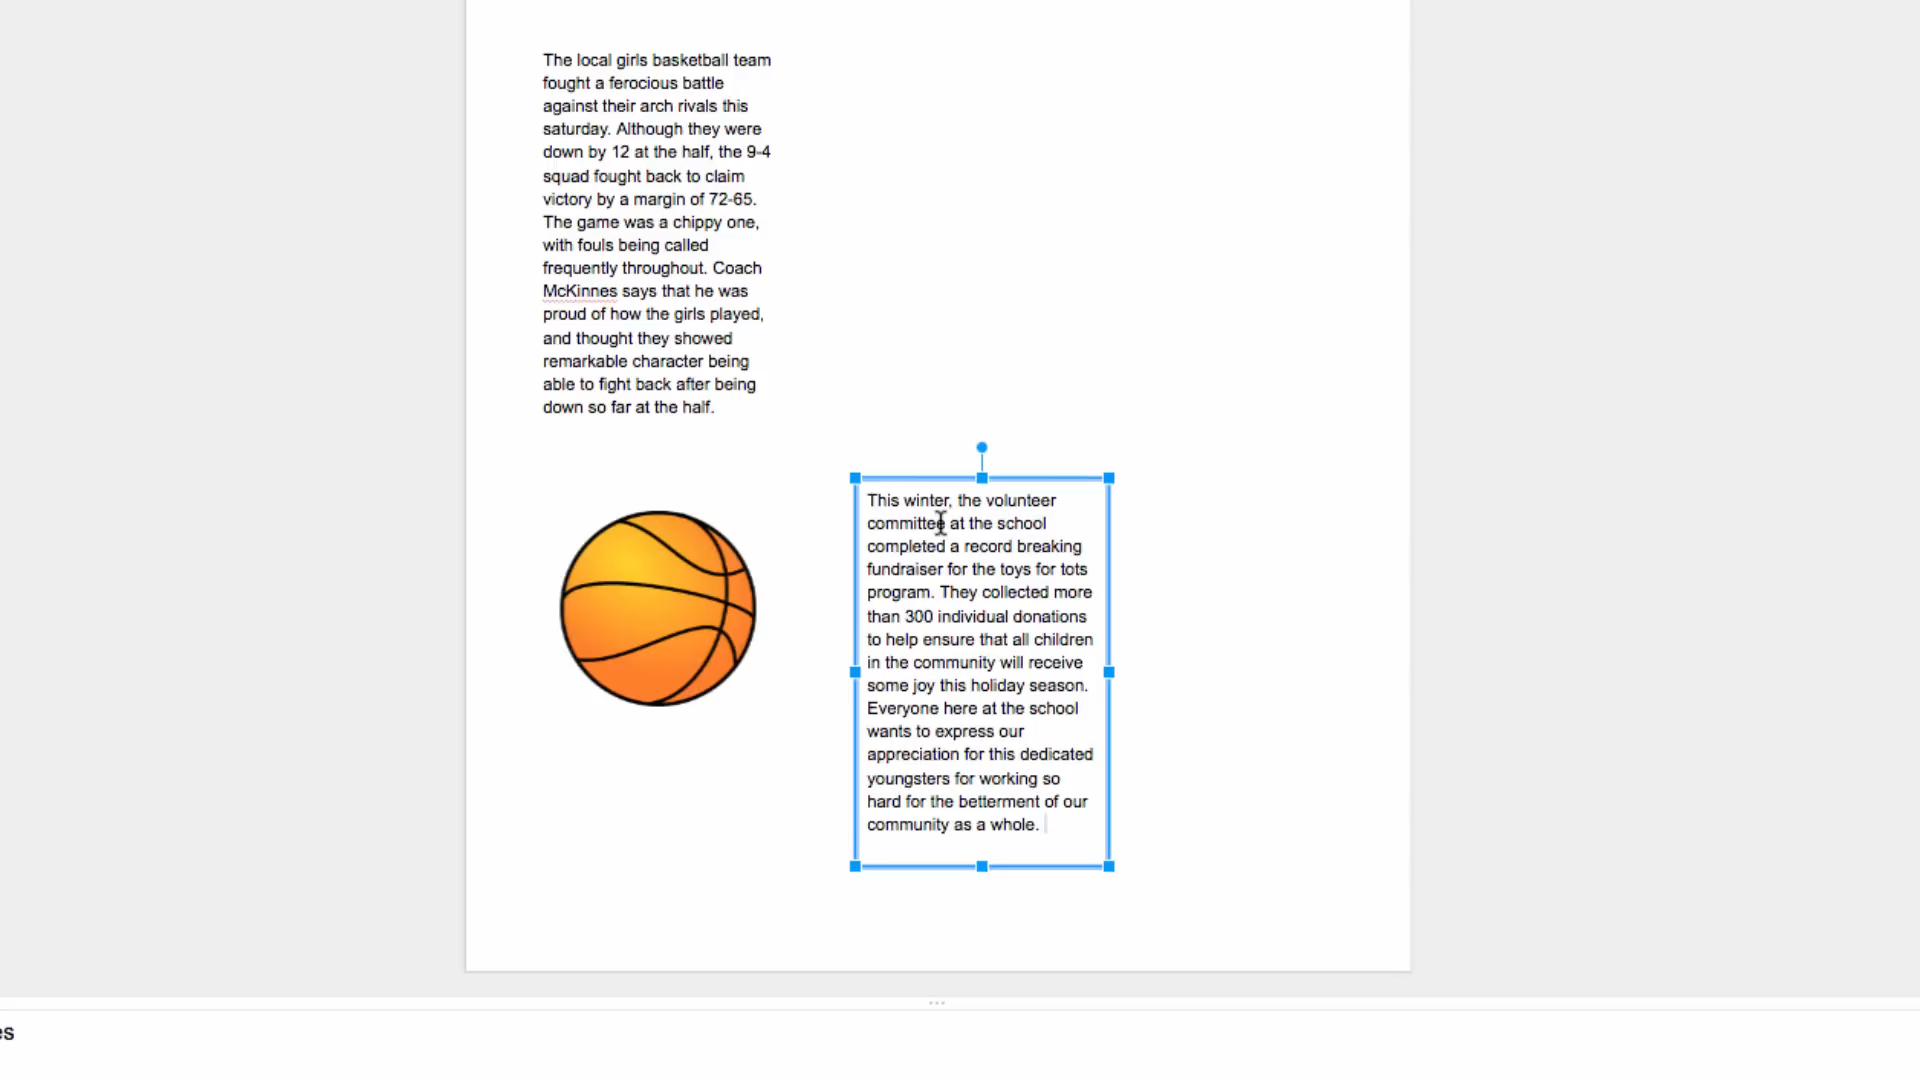 The local girls basketball team
fought a ferocious battle
against their arch rivals this
saturday. Although they were
down by 12 at the half, the 9-4
squad fought back to claim
victory by a margin of 72-65.
The game was a chippy one,
with fouls being called
frequently throughout. Coach
McKinnes says that he was
proud of how the girls played,
and thought they showed
remarkable character being
able to fight back after being
down so far at the half.
This winter, the volunteer
committee at the school
completed a record breaking
fundraiser for the toys for tots
program. They collected more
than 300 individual donations
to help ensure that all children
in the community will receive
some joy this holiday season.
Everyone here at the school
wants to express our
appreciation for this dedicated
youngsters for working so
hard for the betterment of our
community as a whole.
es